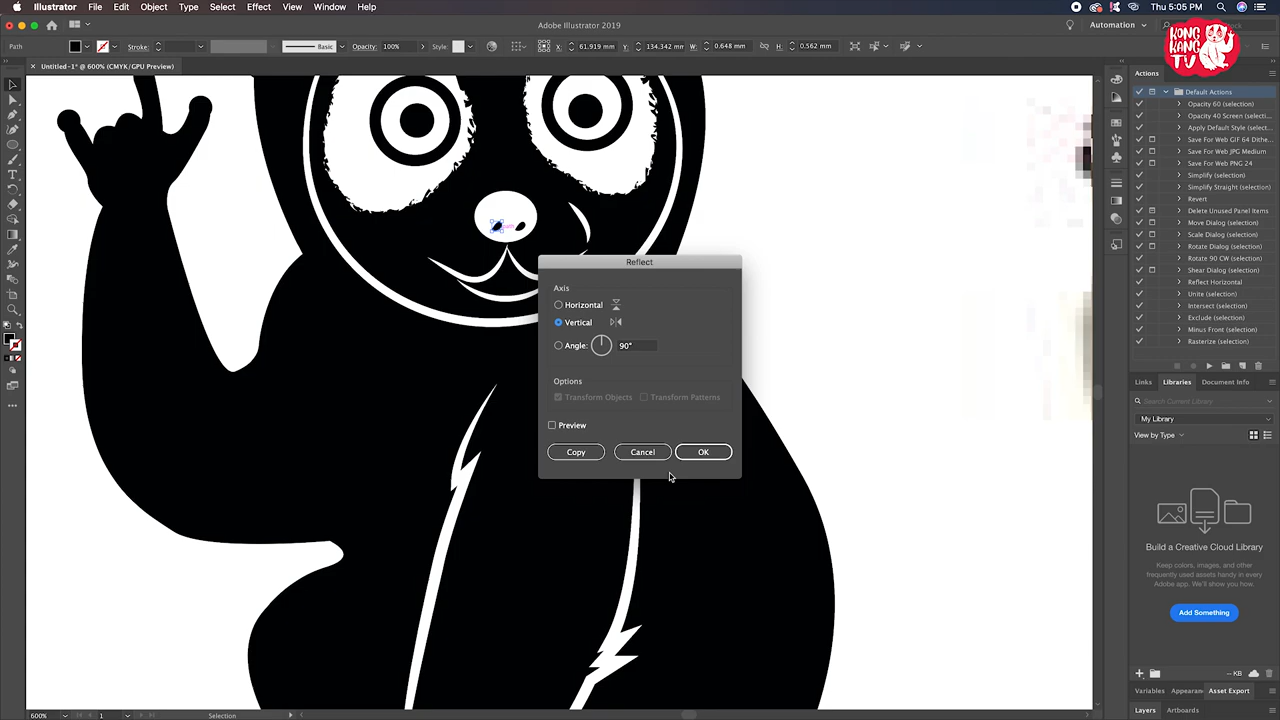 Illustrator File Edit Object Type Select Effect View Window Help
Thu 5:05 PM
Adobe Illustrator 2019
Automation
KONG
KANG
TV
Path
Stroke:
Basic
Opacity: 100%
Style:
X: 61.919 mm
Y: 134.342 mm
W: 0.648 mm
H: 0.562 mm
Untitled-1* @ 600% (CMYK/GPU Preview)
Reflect
Axis
Horizontal
Vertical
Angle: 90°
Options
Transform Objects Transform Patterns
Preview
Copy Cancel OK
Actions
Default Actions
Opacity 60 (selection)
Opacity 40 Screen (selecti...
Apply Default Style (select...
Save For Web GIF 64 Dithe...
Save For Web JPG Medium
Save For Web PNG 24
Simplify (selection)
Simplify Straight (selection)
Revert
Delete Unused Panel Items
Move Dialog (selection)
Scale Dialog (selection)
Rotate Dialog (selection)
Rotate 90 CW (selection)
Shear Dialog (selection)
Reflect Horizontal
Unite (selection)
Intersect (selection)
Exclude (selection)
Minus Front (selection)
Rasterize (selection)
Links Libraries Document Info
Search Current Library
My Library
View by Type
Build a Creative Cloud Library
Keep colors, images, and other
frequently used assets handy in every
Adobe app. We'll show you how.
Add Something
-- KB
Variables Appearan Asset Export
Layers Artboards
600% 1 Selection